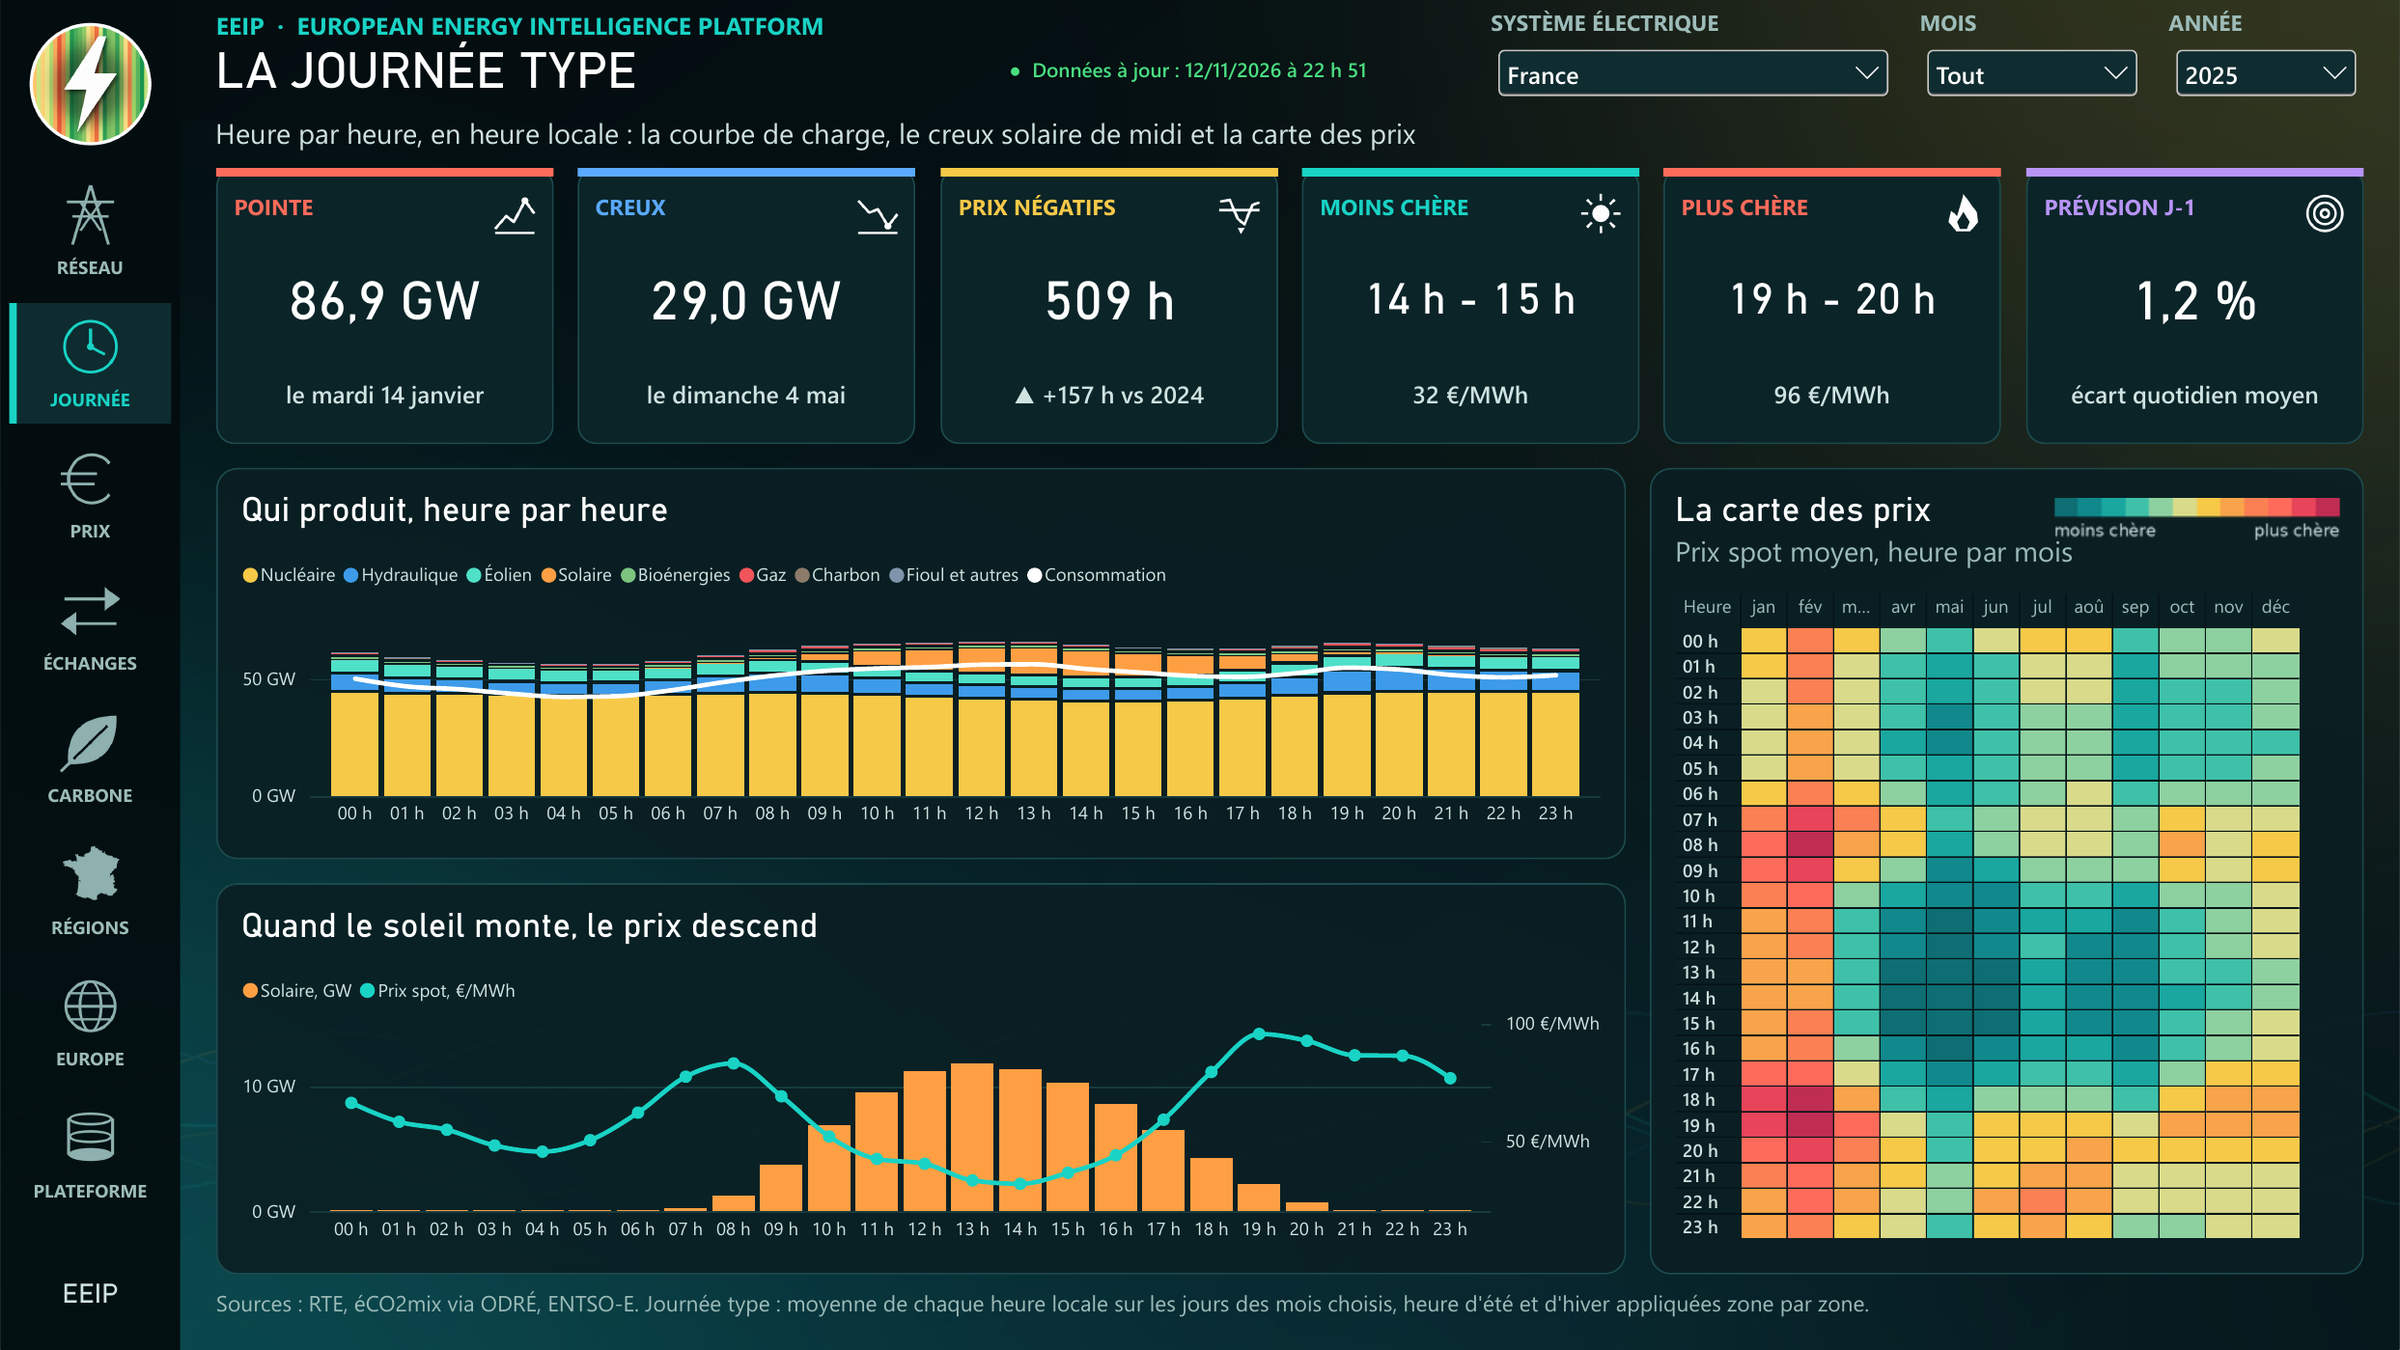 EEIP · EUROPEAN ENERGY INTELLIGENCE PLATFORM
LA JOURNÉE TYPE
● Données à jour : 12/11/2026 à 22 h 51
SYSTÈME ÉLECTRIQUE
France
MOIS
Tout
ANNÉE
2025
Heure par heure, en heure locale : la courbe de charge, le creux solaire de midi et la carte des prix
RÉSEAU
JOURNÉE
PRIX
ÉCHANGES
CARBONE
RÉGIONS
EUROPE
PLATEFORME
EEIP
POINTE
86,9 GW
le mardi 14 janvier
CREUX
29,0 GW
le dimanche 4 mai
PRIX NÉGATIFS
509 h
▲ +157 h vs 2024
MOINS CHÈRE
14 h - 15 h
32 €/MWh
PLUS CHÈRE
19 h - 20 h
96 €/MWh
PRÉVISION J-1
1,2 %
écart quotidien moyen
Qui produit, heure par heure
Nucléaire Hydraulique Éolien Solaire Bioénergies Gaz Charbon Fioul et autres Consommation
50 GW
0 GW
00 h 01 h 02 h 03 h 04 h 05 h 06 h 07 h 08 h 09 h 10 h 11 h 12 h 13 h 14 h 15 h 16 h 17 h 18 h 19 h 20 h 21 h 22 h 23 h
Quand le soleil monte, le prix descend
Solaire, GW Prix spot, €/MWh
100 €/MWh
10 GW
50 €/MWh
0 GW
00 h 01 h 02 h 03 h 04 h 05 h 06 h 07 h 08 h 09 h 10 h 11 h 12 h 13 h 14 h 15 h 16 h 17 h 18 h 19 h 20 h 21 h 22 h 23 h
La carte des prix
moins chère plus chère
Prix spot moyen, heure par mois
Heure jan fév m... avr mai jun jul aoû sep oct nov déc
00 h
01 h
02 h
03 h
04 h
05 h
06 h
07 h
08 h
09 h
10 h
11 h
12 h
13 h
14 h
15 h
16 h
17 h
18 h
19 h
20 h
21 h
22 h
23 h
Sources : RTE, éCO2mix via ODRÉ, ENTSO-E. Journée type : moyenne de chaque heure locale sur les jours des mois choisis, heure d'été et d'hiver appliquées zone par zone.